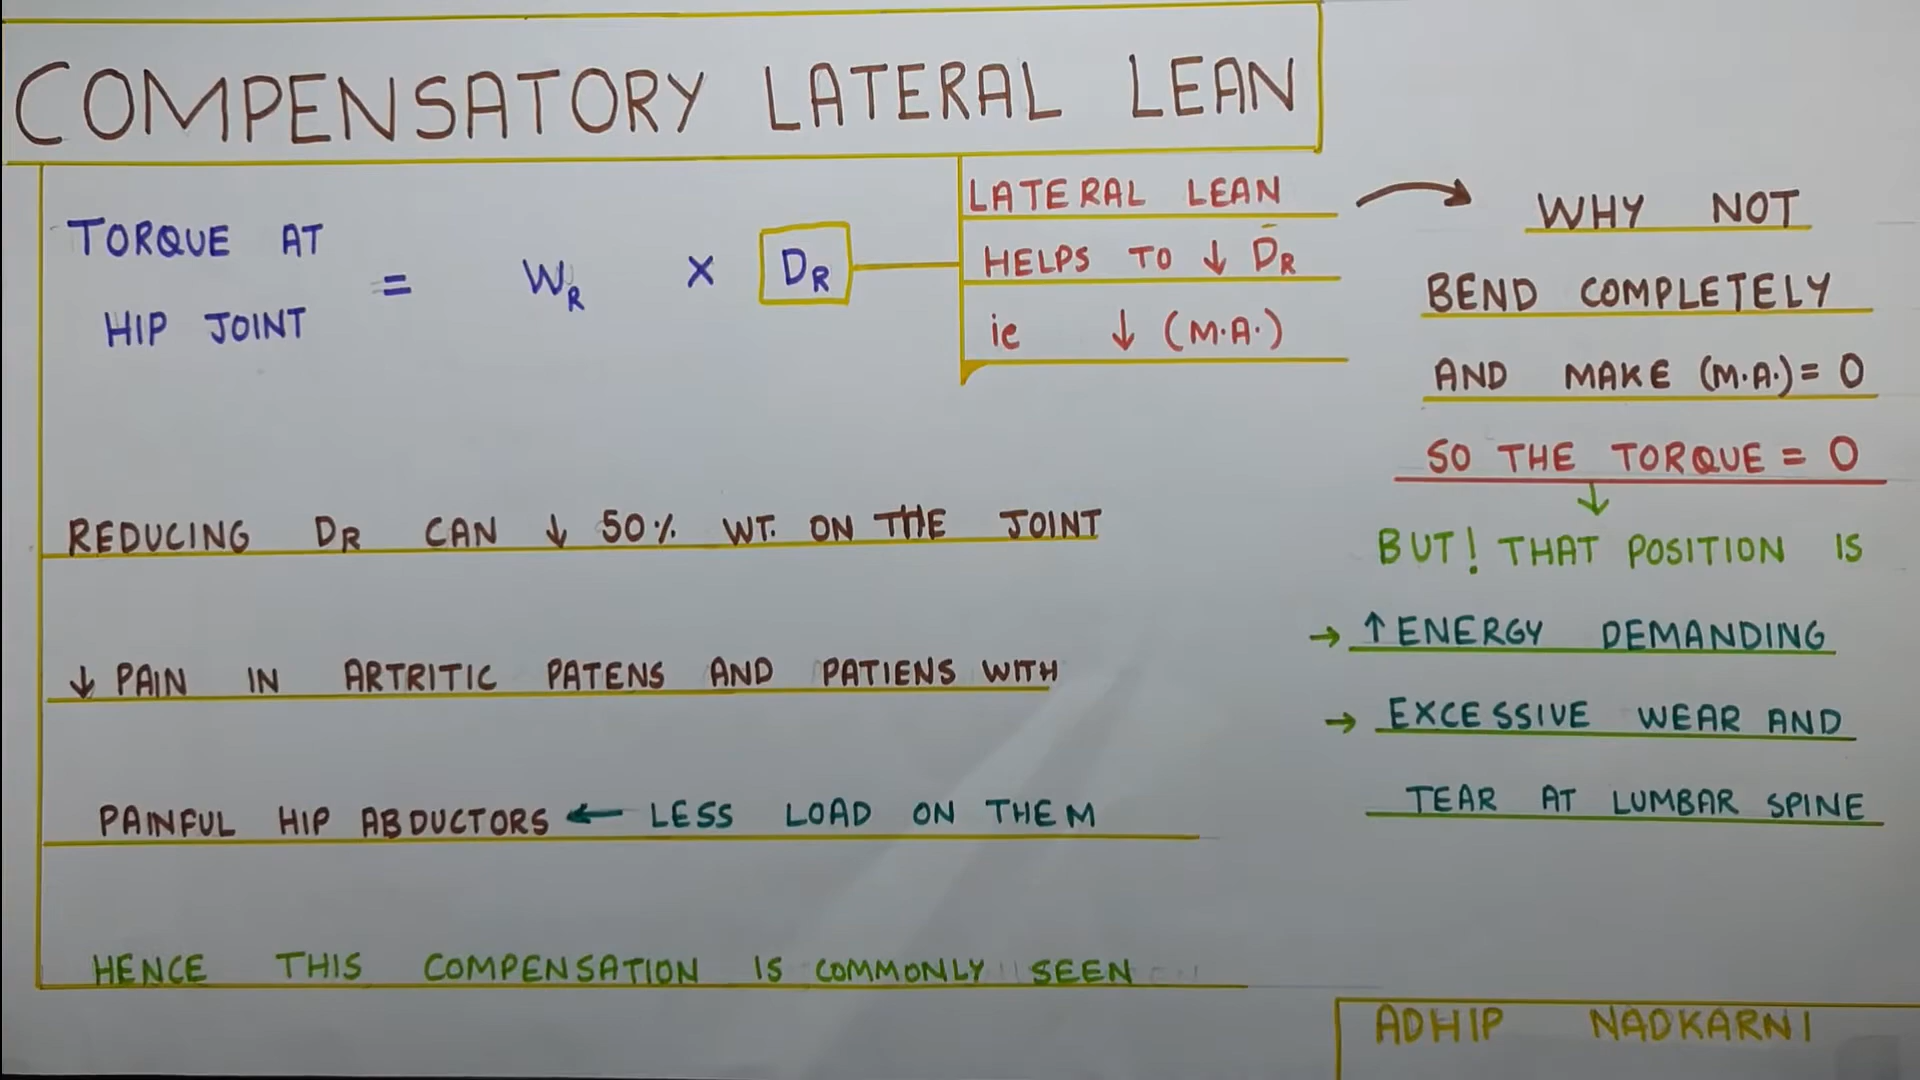 COMPENSATORY LATERAL LEAN
TORQUE AT
HIP JOINT
= WR × DR
LATERAL LEAN
HELPS TO ↓ DR
ie ↓ (M.A.)
REDUCING DR CAN ↓ 50% WT. ON THE JOINT
↓ PAIN IN ARTRITIC PATENS AND PATIENS WITH
PAINFUL HIP ABDUCTORS ← LESS LOAD ON THEM
HENCE THIS COMPENSATION IS COMMONLY SEEN
WHY NOT
BEND COMPLETELY
AND MAKE (M.A.) = 0
SO THE TORQUE = 0
↓
BUT! THAT POSITION IS
→ ↑ ENERGY DEMANDING
→ EXCESSIVE WEAR AND
TEAR AT LUMBAR SPINE
ADHIP NADKARNI